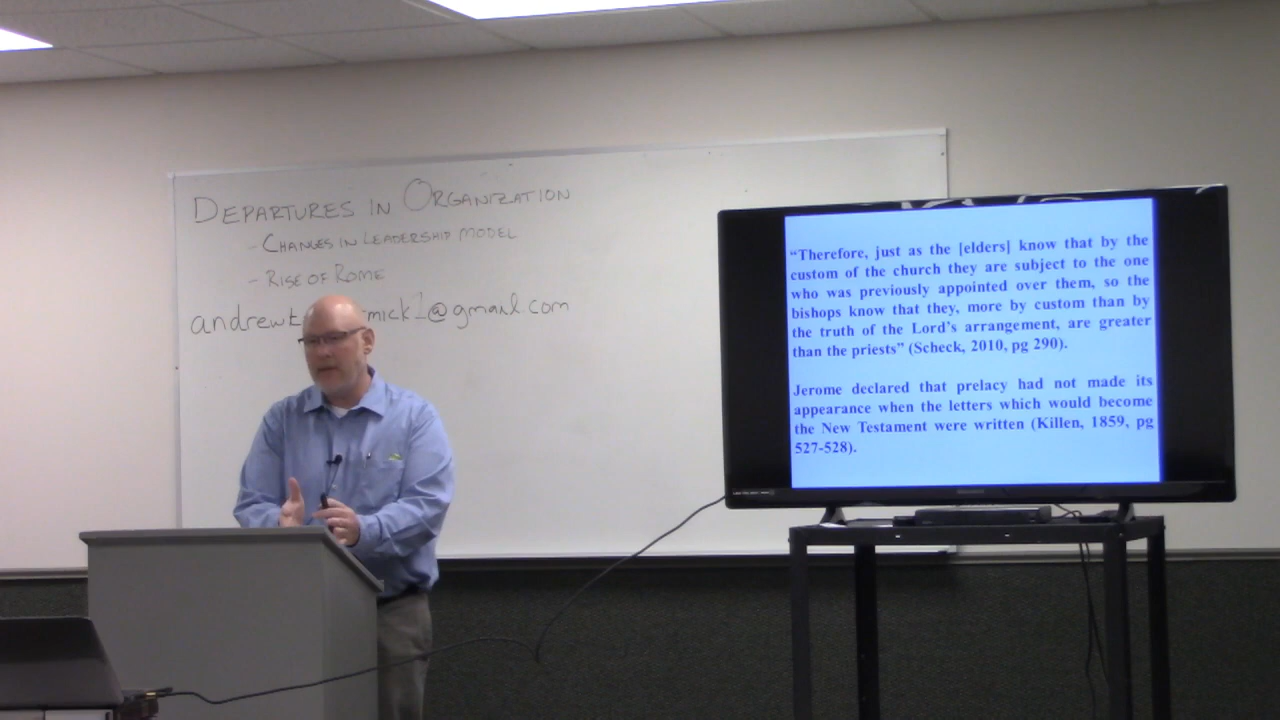 DEPARTURES IN ORGANIZATION
- CHANGES IN LEADERSHIP MODEL
- RISE OF ROME
andrewt mick1@gmail.com
“Therefore, just as the [elders] know that by the
custom of the church they are subject to the one
who was previously appointed over them, so the
bishops know that they, more by custom than by
the truth of the Lord’s arrangement, are greater
than the priests” (Scheck, 2010, pg 290).
Jerome declared that prelacy had not made its
appearance when the letters which would become
the New Testament were written (Killen, 1859, pg
527-528).